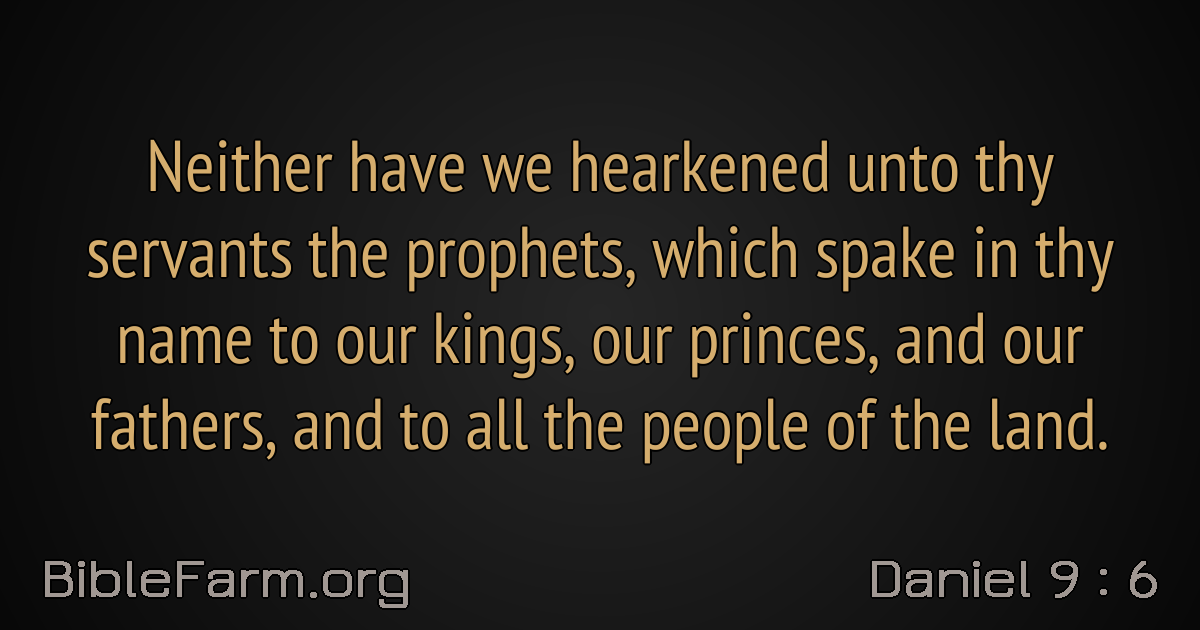 Neither have we hearkened unto thy
servants the prophets, which spake in thy
name to our kings, our princes, and our
fathers, and to all the people of the land.
BibleFarm.org
Daniel 9 : 6